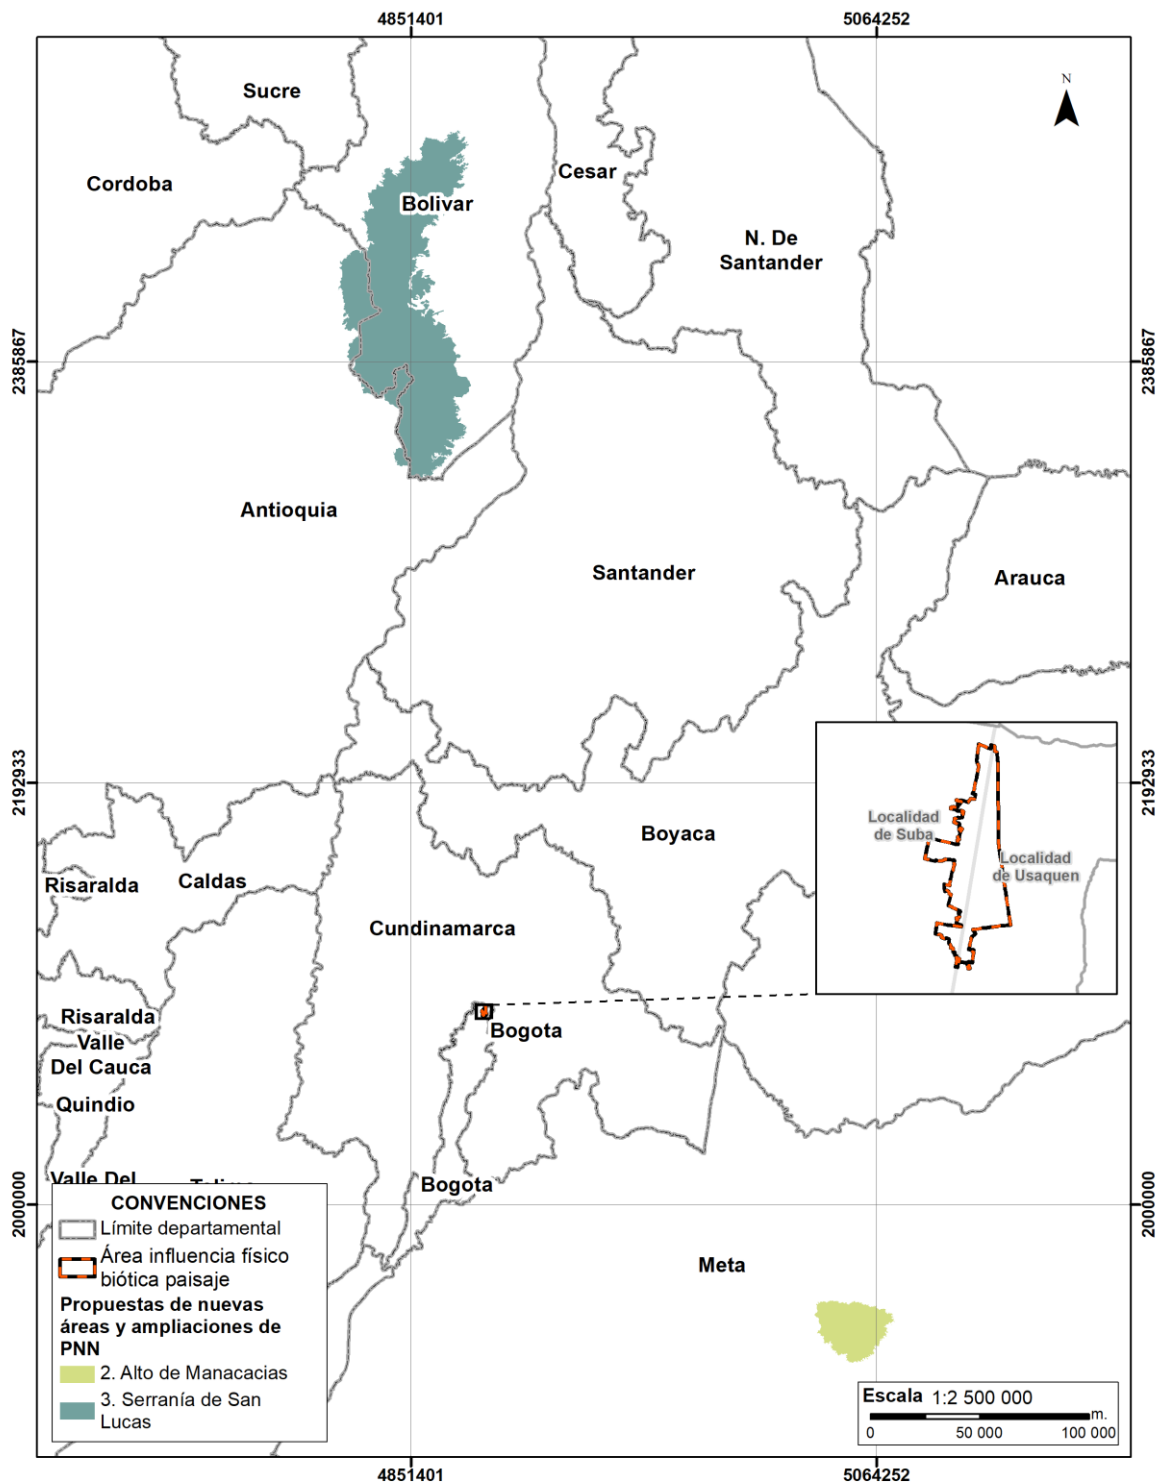 4851401
5064252
N
Sucre
Cordoba
Cesar
Bolivar
N. De
Santander
2385867
2385867
Antioquia
Santander
Arauca
2192933
2192933
Localidad
de Suba
Localidad
de Usaquen
Boyaca
Risaralda
Caldas
Cundinamarca
Risaralda
Valle
Del Cauca
Bogota
Quindio
Valle Del
Bogota
2000000
2000000
Meta
CONVENCIONES
Límite departamental
Área influencia físico
biótica paisaje
Propuestas de nuevas
áreas y ampliaciones de
PNN
2. Alto de Manacacias
3. Serranía de San
Lucas
Escala 1:2 500 000
m.
0 50 000 100 000
4851401
5064252